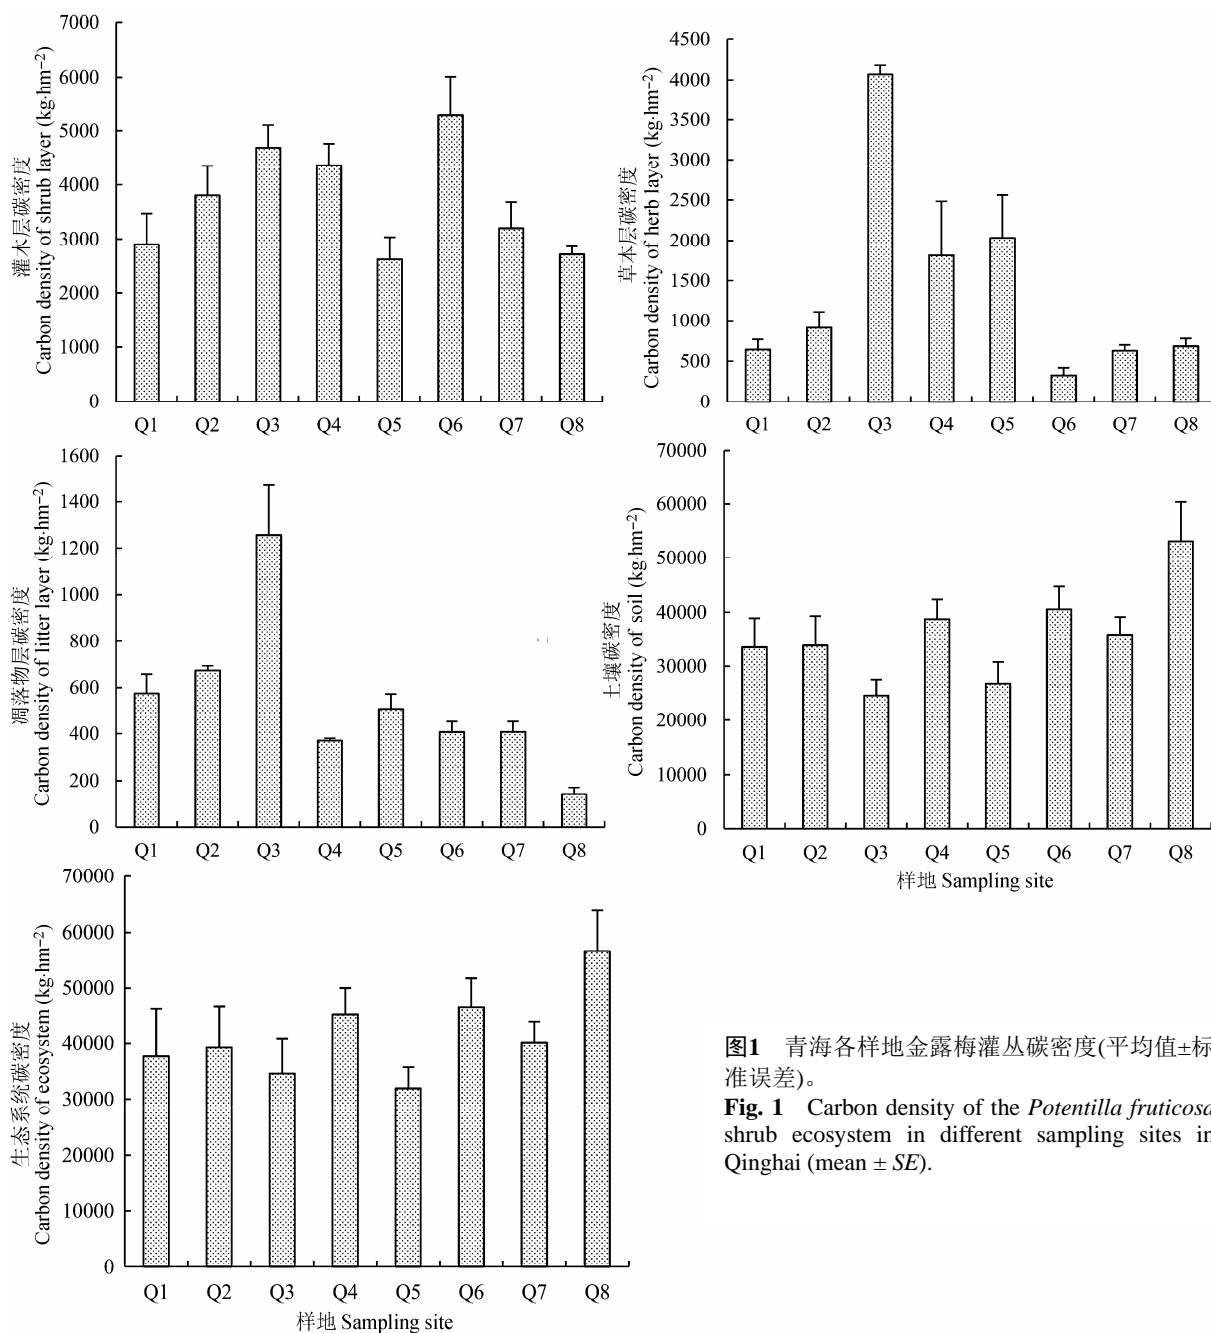 7000
6000
5000
4000
3000
2000
1000
0
灌木层碳密度
Carbon density of shrub layer (kg·hm−2)
Q1 Q2 Q3 Q4 Q5 Q6 Q7 Q8
4500
4000
3500
3000
2500
2000
1500
1000
500
0
草本层碳密度
Carbon density of herb layer (kg·hm−2)
Q1 Q2 Q3 Q4 Q5 Q6 Q7 Q8
1600
1400
1200
1000
800
600
400
200
0
凋落物层碳密度
Carbon density of litter layer (kg·hm−2)
Q1 Q2 Q3 Q4 Q5 Q6 Q7 Q8
70000
60000
50000
40000
30000
20000
10000
0
土壤碳密度
Carbon density of soil (kg·hm−2)
Q1 Q2 Q3 Q4 Q5 Q6 Q7 Q8
样地 Sampling site
70000
60000
50000
40000
30000
20000
10000
0
生态系统碳密度
Carbon density of ecosystem (kg·hm−2)
Q1 Q2 Q3 Q4 Q5 Q6 Q7 Q8
样地 Sampling site
图1 青海各样地金露梅灌丛碳密度(平均值±标
准误差)。
Fig. 1 Carbon density of the Potentilla fruticosa
shrub ecosystem in different sampling sites in
Qinghai (mean ± SE).